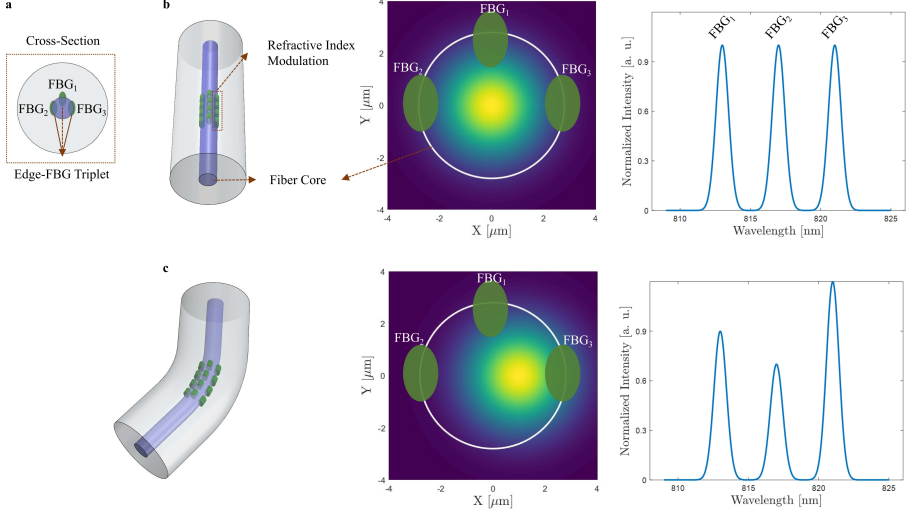 a
Cross-Section
FBG1
FBG2
FBG3
Edge-FBG Triplet
b
Refractive Index
Modulation
Fiber Core
FBG1
FBG2
FBG3
Y [μm]
4
2
0
-2
-4
-4 -2 0 2 4
X [μm]
FBG1
FBG2
FBG3
Normalized Intensity [a. u.]
0.9
0.6
0.3
0
810 815 820 825
Wavelength [nm]
c
FBG1
FBG2
FBG3
Y [μm]
4
2
0
-2
-4
-4 -2 0 2 4
X [μm]
Normalized Intensity [a. u.]
0.9
0.6
0.3
0
810 815 820 825
Wavelength [nm]